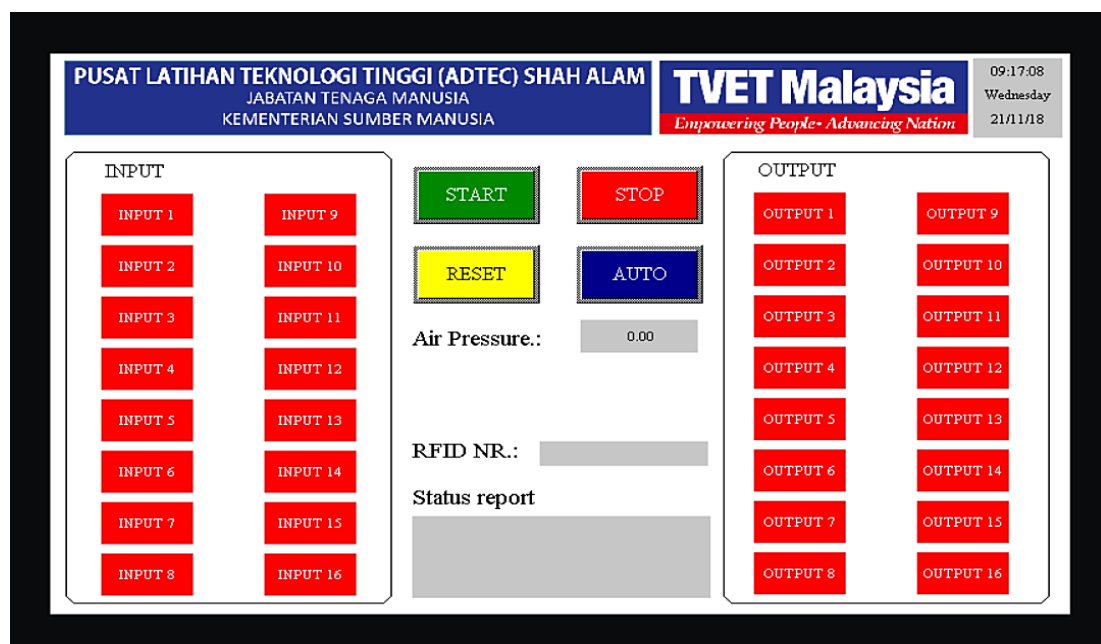 PUSAT LATIHAN TEKNOLOGI TINGGI (ADTEC) SHAH ALAM
JABATAN TENAGA MANUSIA
KEMENTERIAN SUMBER MANUSIA
TVET Malaysia
Empowering People- Advancing Nation
09:17:08
Wednesday
21/11/18
INPUT
INPUT 1 INPUT 9
INPUT 2 INPUT 10
INPUT 3 INPUT 11
INPUT 4 INPUT 12
INPUT 5 INPUT 13
INPUT 6 INPUT 14
INPUT 7 INPUT 15
INPUT 8 INPUT 16
START STOP
RESET AUTO
Air Pressure.: 0.00
RFID NR.:
Status report
OUTPUT
OUTPUT 1 OUTPUT 9
OUTPUT 2 OUTPUT 10
OUTPUT 3 OUTPUT 11
OUTPUT 4 OUTPUT 12
OUTPUT 5 OUTPUT 13
OUTPUT 6 OUTPUT 14
OUTPUT 7 OUTPUT 15
OUTPUT 8 OUTPUT 16